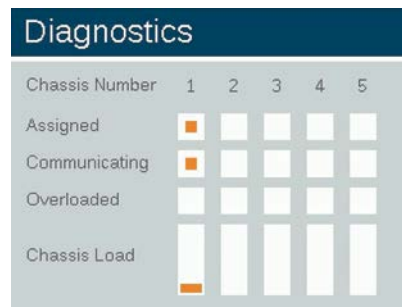 Diagnostics
Chassis Number 1 2 3 4 5
Assigned
Communicating
Overloaded
Chassis Load